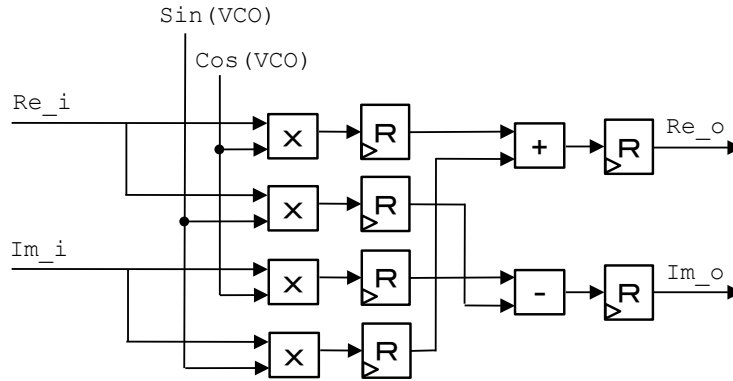 Sin(VCO)
Cos(VCO)
Re_i
X
R
+
R
Re_o
X
R
Im_i
X
R
-
R
Im_o
X
R